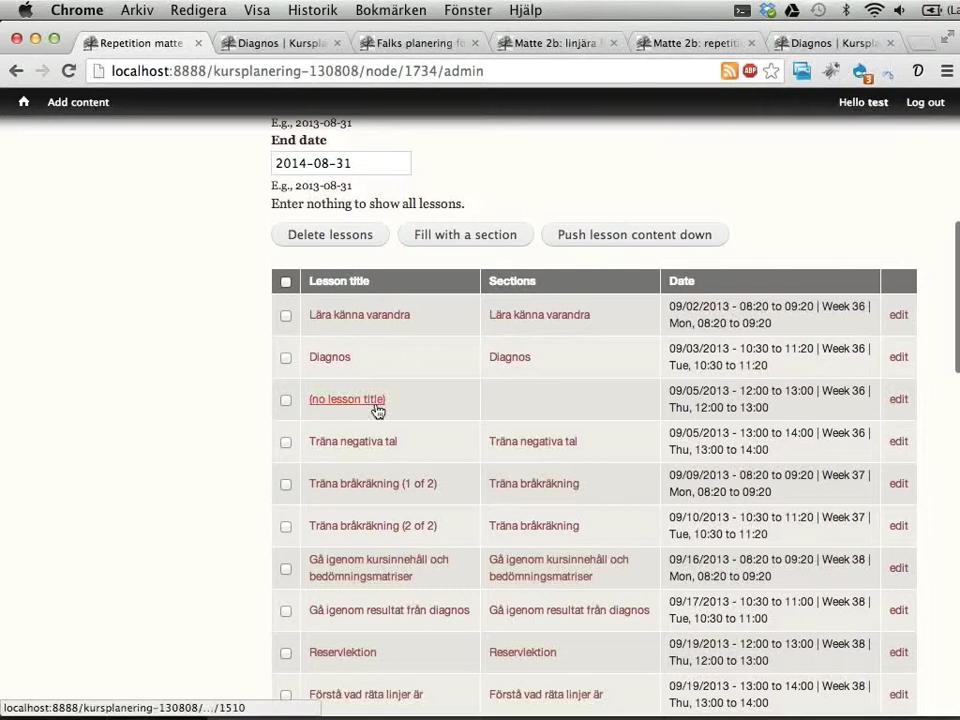 Chrome Arkiv Redigera Visa Historik Bokmärken Fönster Hjälp
Repetition matte
Diagnos | Kurspla
Falks planering fö
Matte 2b: linjära
Matte 2b: repeti
Diagnos | Kurspl
localhost:8888/kursplanering-130808/node/1734/admin
ABP
3
Add content
Hello test
Log out
E.g., 2013-08-31
End date
2014-08-31
E.g., 2013-08-31
Enter nothing to show all lessons.
Delete lessons
Fill with a section
Push lesson content down
Lesson title Sections Date
Lära känna varandra Lära känna varandra 09/02/2013 - 08:20 to 09:20 | Week 36 | edit
Mon, 08:20 to 09:20
Diagnos Diagnos 09/03/2013 - 10:30 to 11:20 | Week 36 | edit
Tue, 10:30 to 11:20
(no lesson title) 09/05/2013 - 12:00 to 13:00 | Week 36 | edit
Thu, 12:00 to 13:00
Träna negativa tal Träna negativa tal 09/05/2013 - 13:00 to 14:00 | Week 36 | edit
Thu, 13:00 to 14:00
Träna bråkräkning (1 of 2) Träna bråkräkning 09/09/2013 - 08:20 to 09:20 | Week 37 | edit
Mon, 08:20 to 09:20
Träna bråkräkning (2 of 2) Träna bråkräkning 09/10/2013 - 10:30 to 11:20 | Week 37 | edit
Tue, 10:30 to 11:20
Gå igenom kursinnehåll och Gå igenom kursinnehåll och 09/16/2013 - 08:20 to 09:20 | Week 38 | edit
bedömningsmatriser bedömningsmatriser Mon, 08:20 to 09:20
Gå igenom resultat från diagnos Gå igenom resultat från diagnos 09/17/2013 - 10:30 to 11:00 | Week 38 | edit
Tue, 10:30 to 11:00
Reservlektion Reservlektion 09/19/2013 - 12:00 to 13:00 | Week 38 | edit
Thu, 12:00 to 13:00
Förstå vad räta linjer är Förstå vad räta linjer är 09/19/2013 - 13:00 to 14:00 | Week 38 | edit
Thu, 13:00 to 14:00
localhost:8888/kursplanering-130808/.../1510